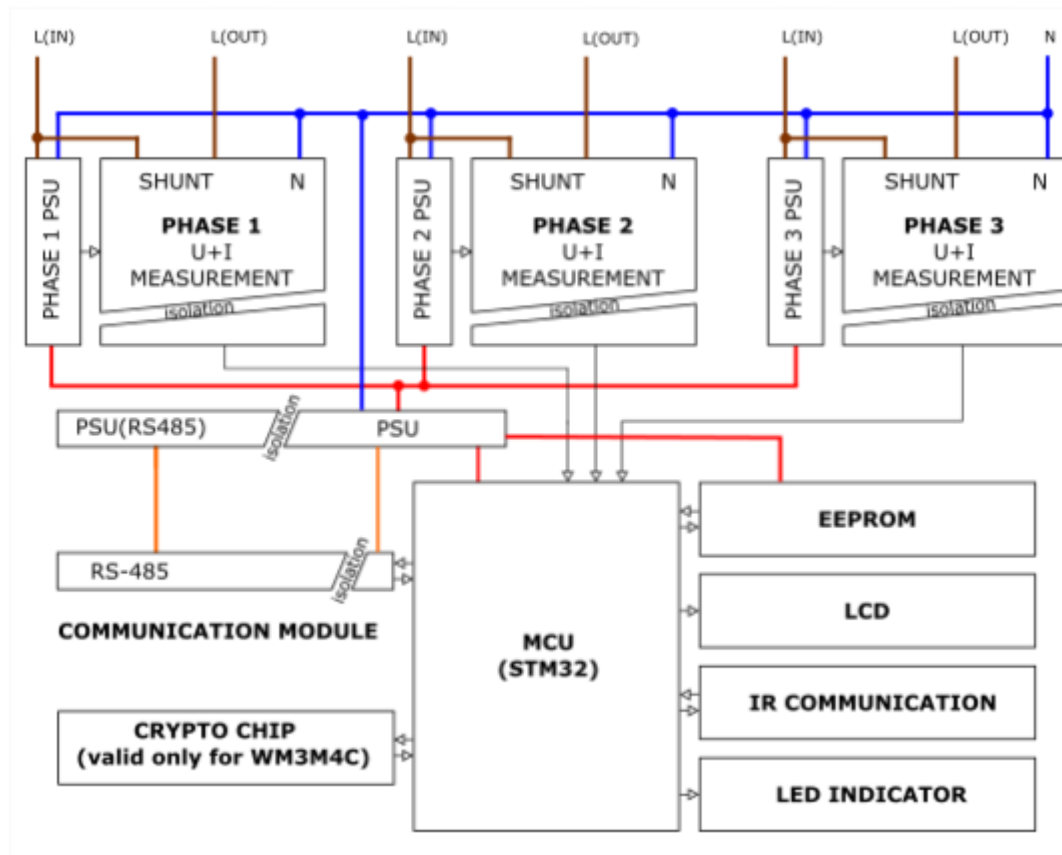 L(IN)
L(OUT)
L(IN)
L(OUT)
L(IN)
L(OUT)
N
PHASE 1 PSU
SHUNT N
PHASE 1
U+I
MEASUREMENT
isolation
PHASE 2 PSU
SHUNT N
PHASE 2
U+I
MEASUREMENT
isolation
PHASE 3 PSU
SHUNT N
PHASE 3
U+I
MEASUREMENT
isolation
PSU(RS485)
isolation
PSU
RS-485
isolation
COMMUNICATION MODULE
CRYPTO CHIP
(valid only for WM3M4C)
MCU
(STM32)
EEPROM
LCD
IR COMMUNICATION
LED INDICATOR